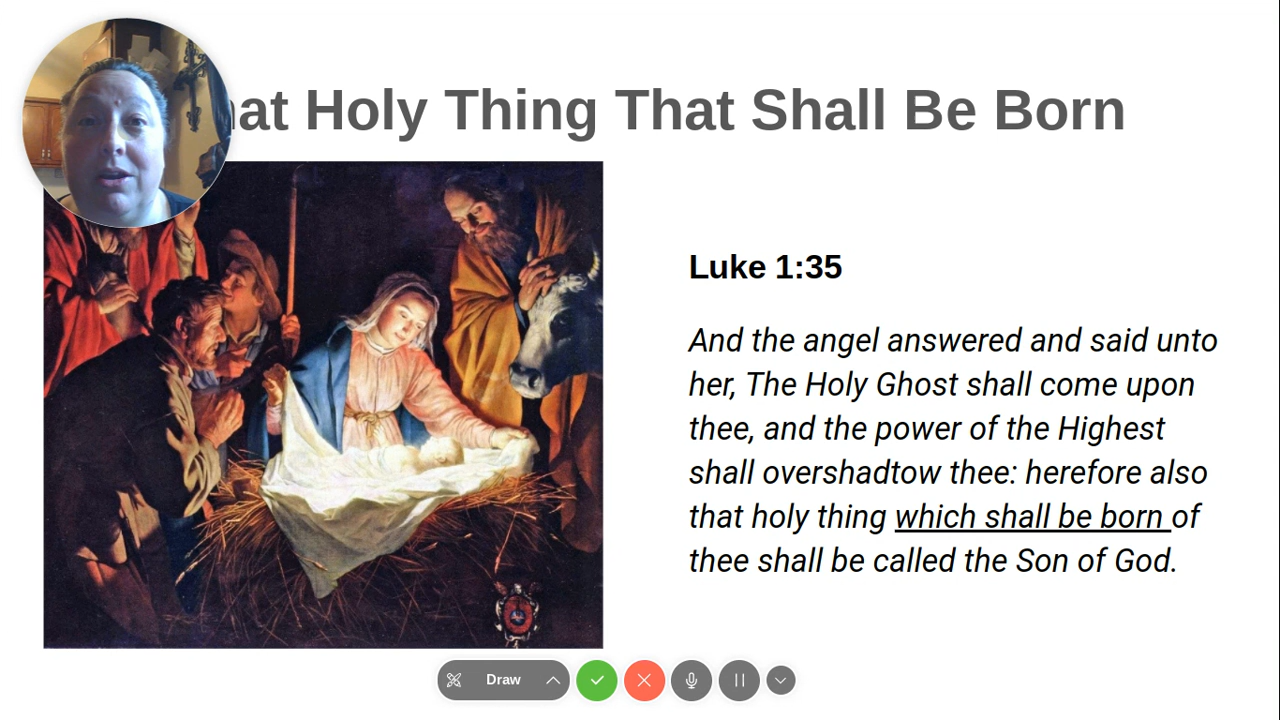 hat Holy Thing That Shall Be Born
Luke 1:35
And the angel answered and said unto
her, The Holy Ghost shall come upon
thee, and the power of the Highest
shall overshadtow thee: herefore also
that holy thing which shall be born of
thee shall be called the Son of God.
Draw